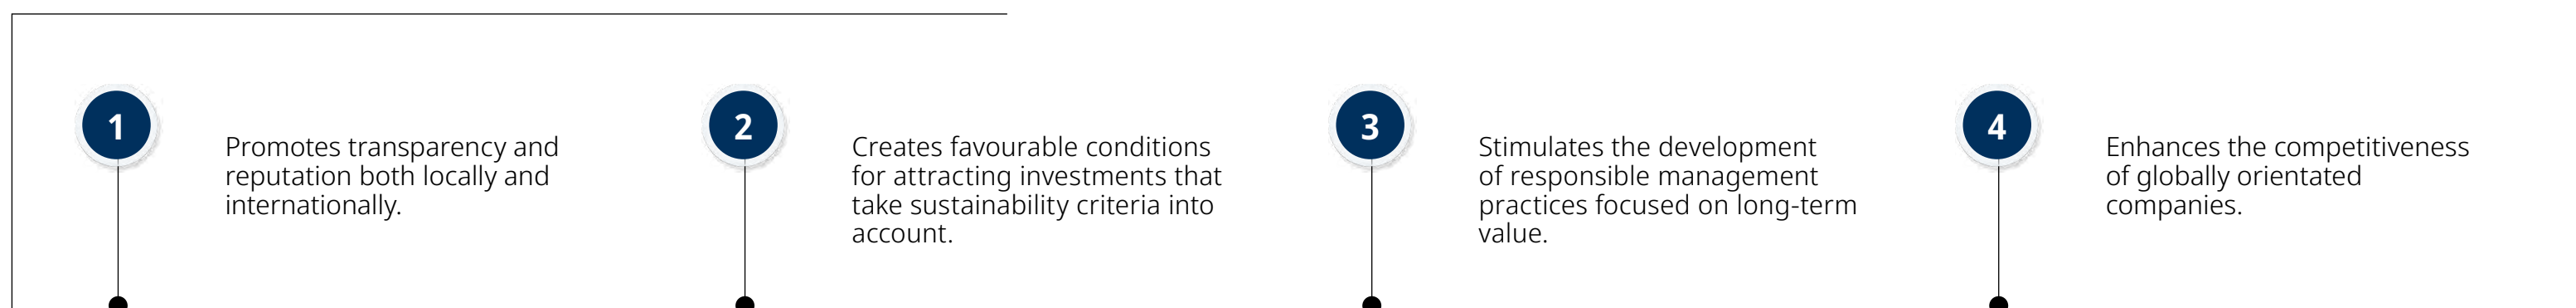 1
Promotes transparency and
reputation both locally and
internationally.
2
Creates favourable conditions
for attracting investments that
take sustainability criteria into
account.
3
Stimulates the development
of responsible management
practices focused on long-term
value.
4
Enhances the competitiveness
of globally orientated
companies.